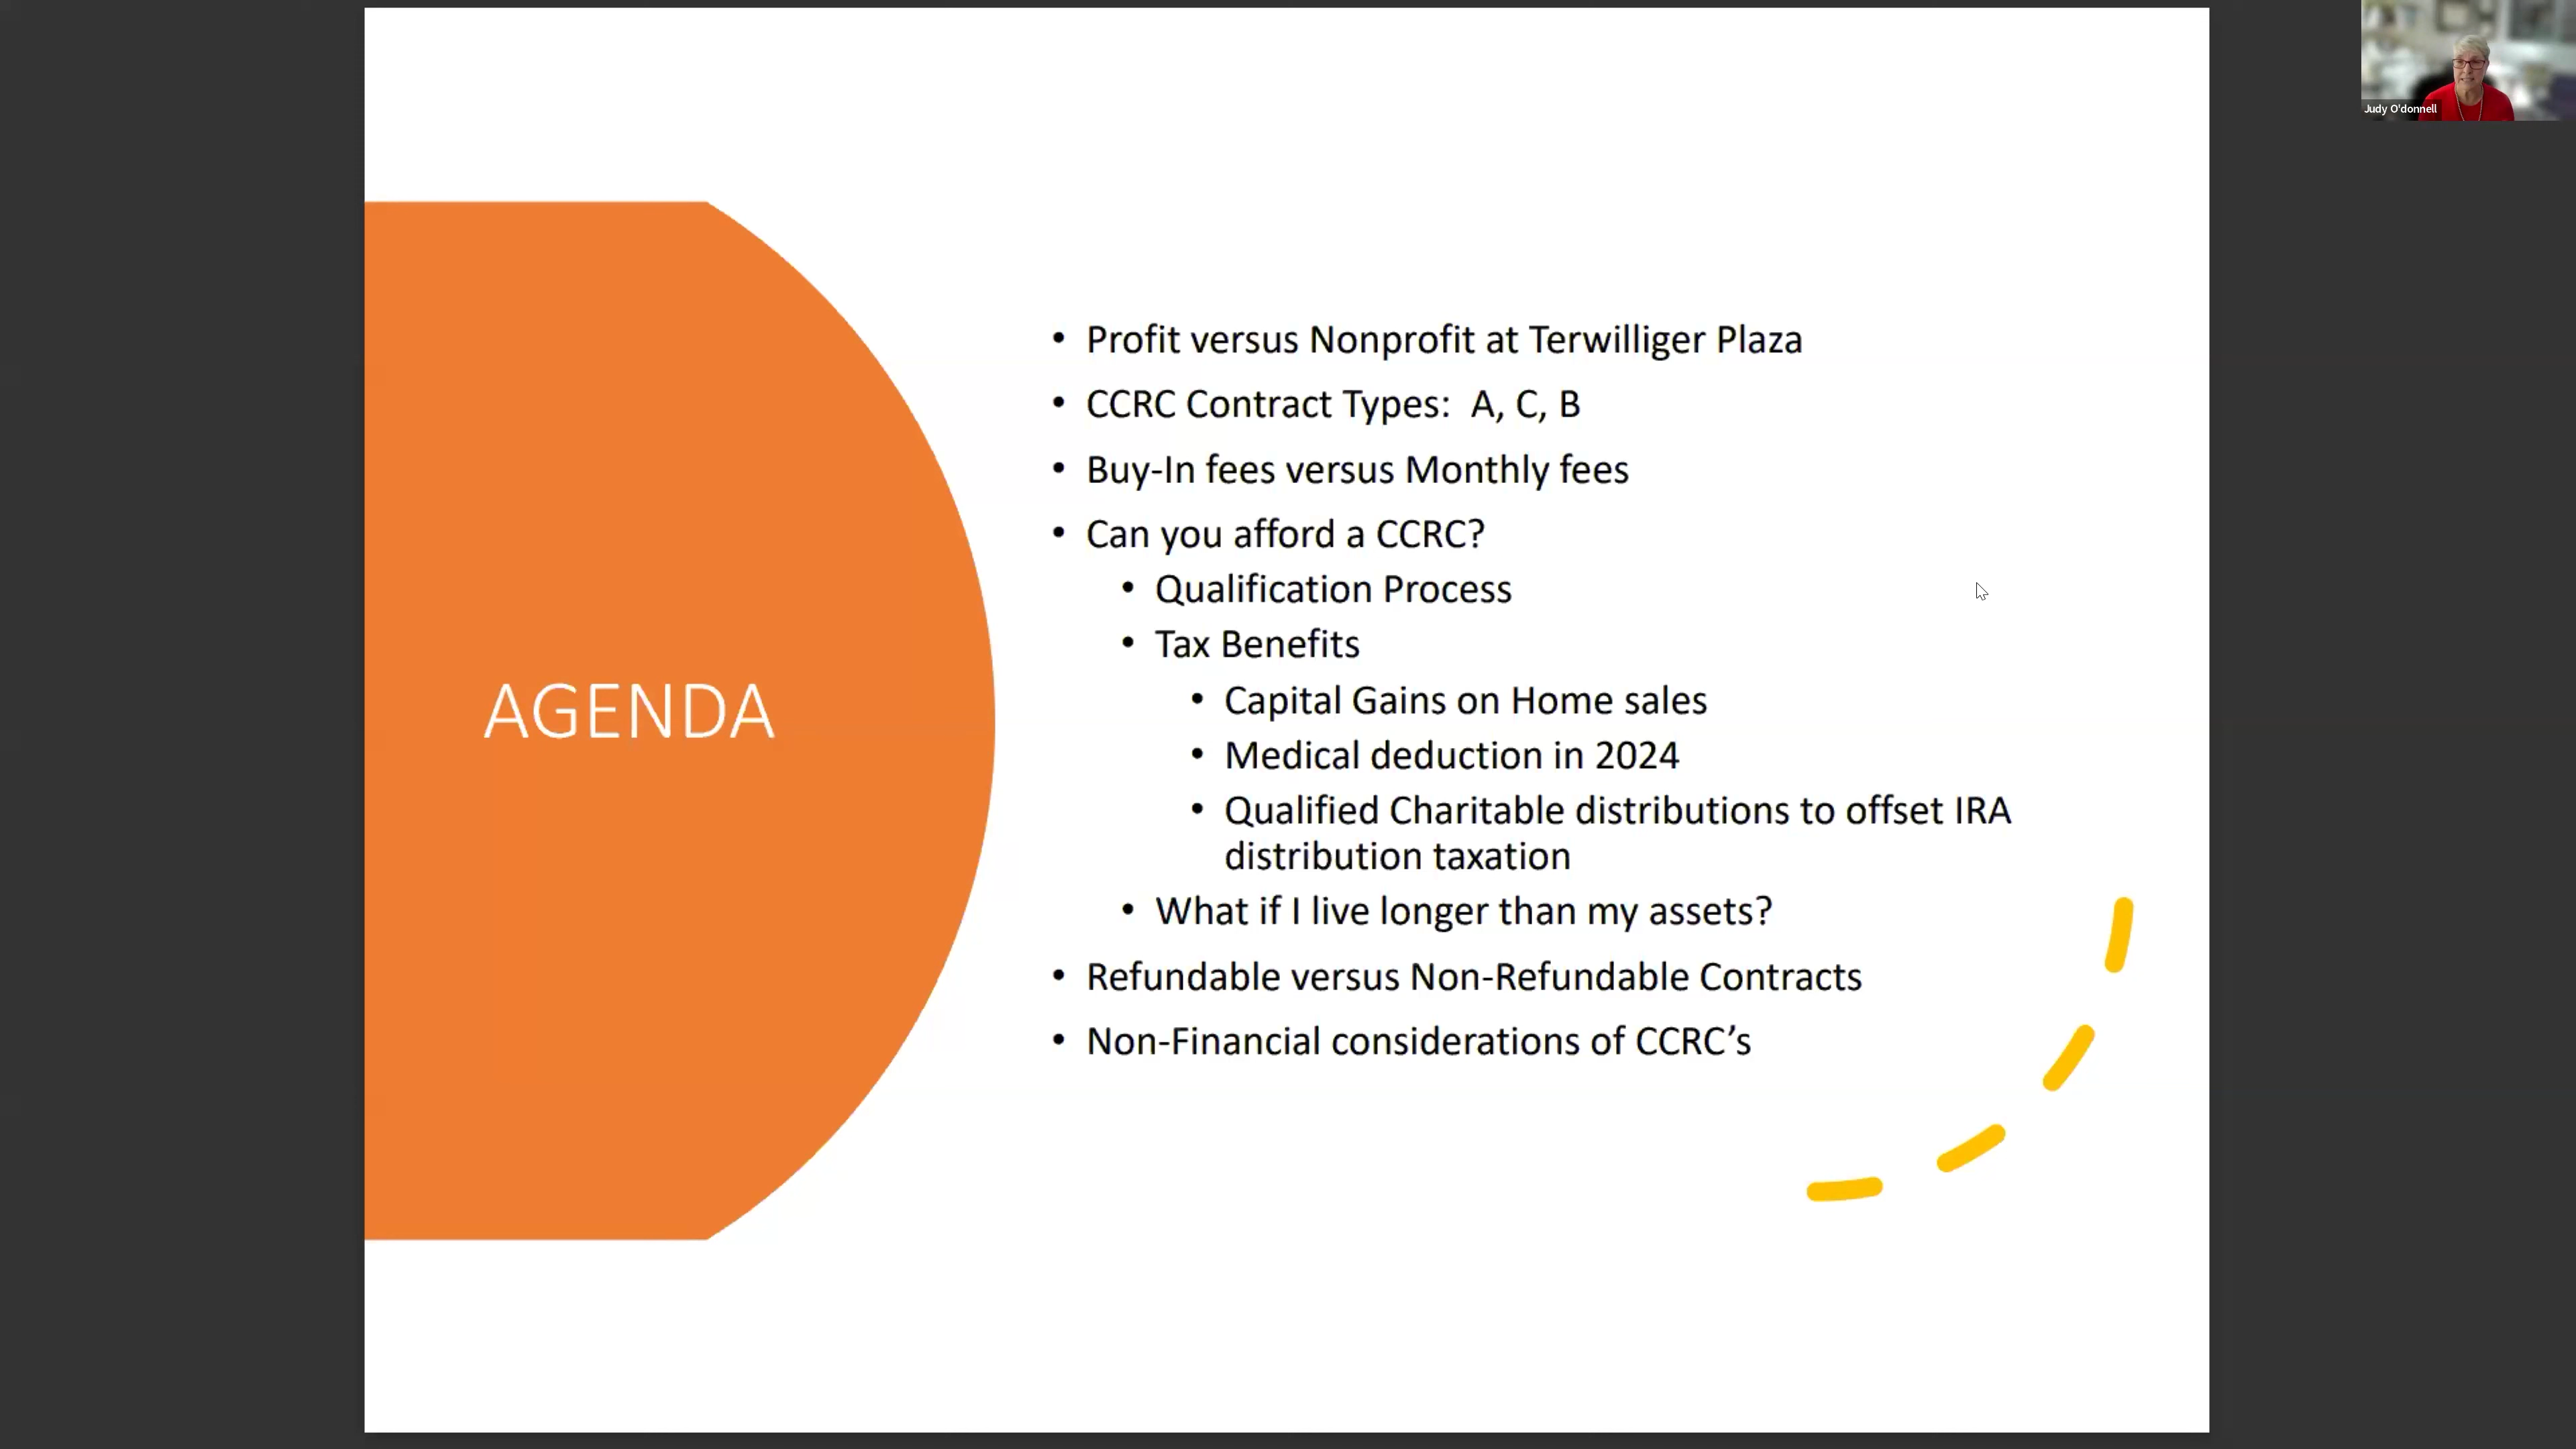 Judy O'donnell
AGENDA
• Profit versus Nonprofit at Terwilliger Plaza
• CCRC Contract Types:  A, C, B
• Buy-In fees versus Monthly fees
• Can you afford a CCRC?
• Qualification Process
• Tax Benefits
• Capital Gains on Home sales
• Medical deduction in 2024
• Qualified Charitable distributions to offset IRA
distribution taxation
• What if I live longer than my assets?
• Refundable versus Non-Refundable Contracts
• Non-Financial considerations of CCRC’s